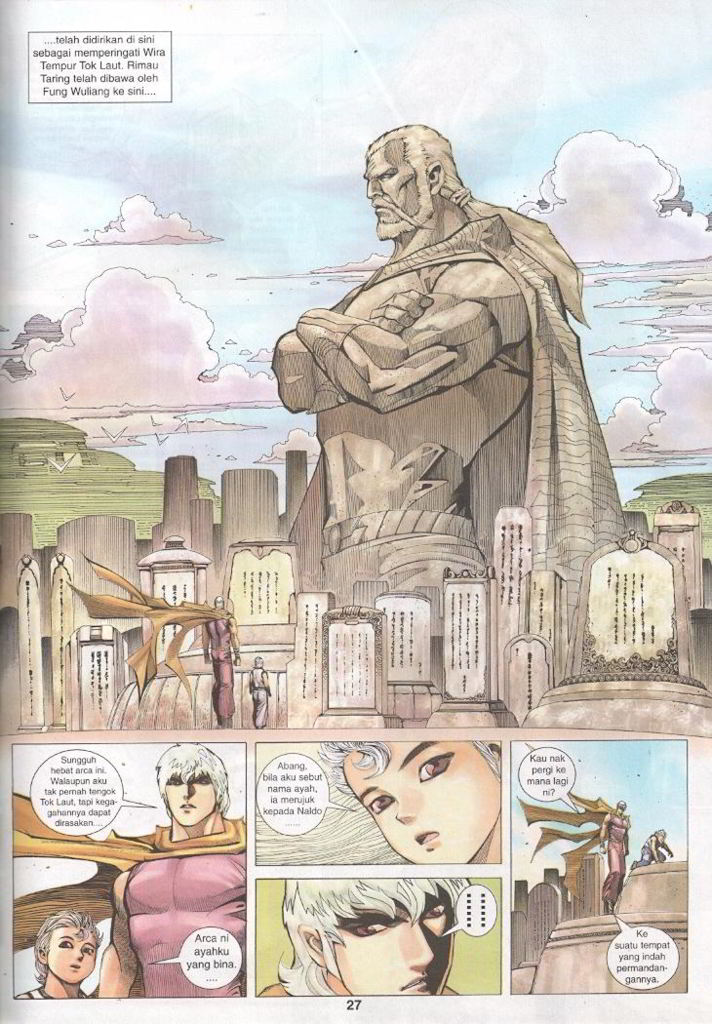 ....telah didirikan di sini
sebagai memperingati Wira
Tempur Tok Laut. Rimau
Taring telah dibawa oleh
Fung Wuliang ke sini....
Sungguh
hebat arca ini.
Walaupun aku
tak pernah tengok
Tok Laut, tapi kega-
gahannya dapat
dirasakan....
Arca ni
ayahku
yang bina.
....
Abang,
bila aku sebut
nama ayah,
ia merujuk
kepada Naldo
......
Kau nak
pergi ke
mana lagi
ni?
Ke
suatu tempat
yang indah
permandan-
gannya.
27